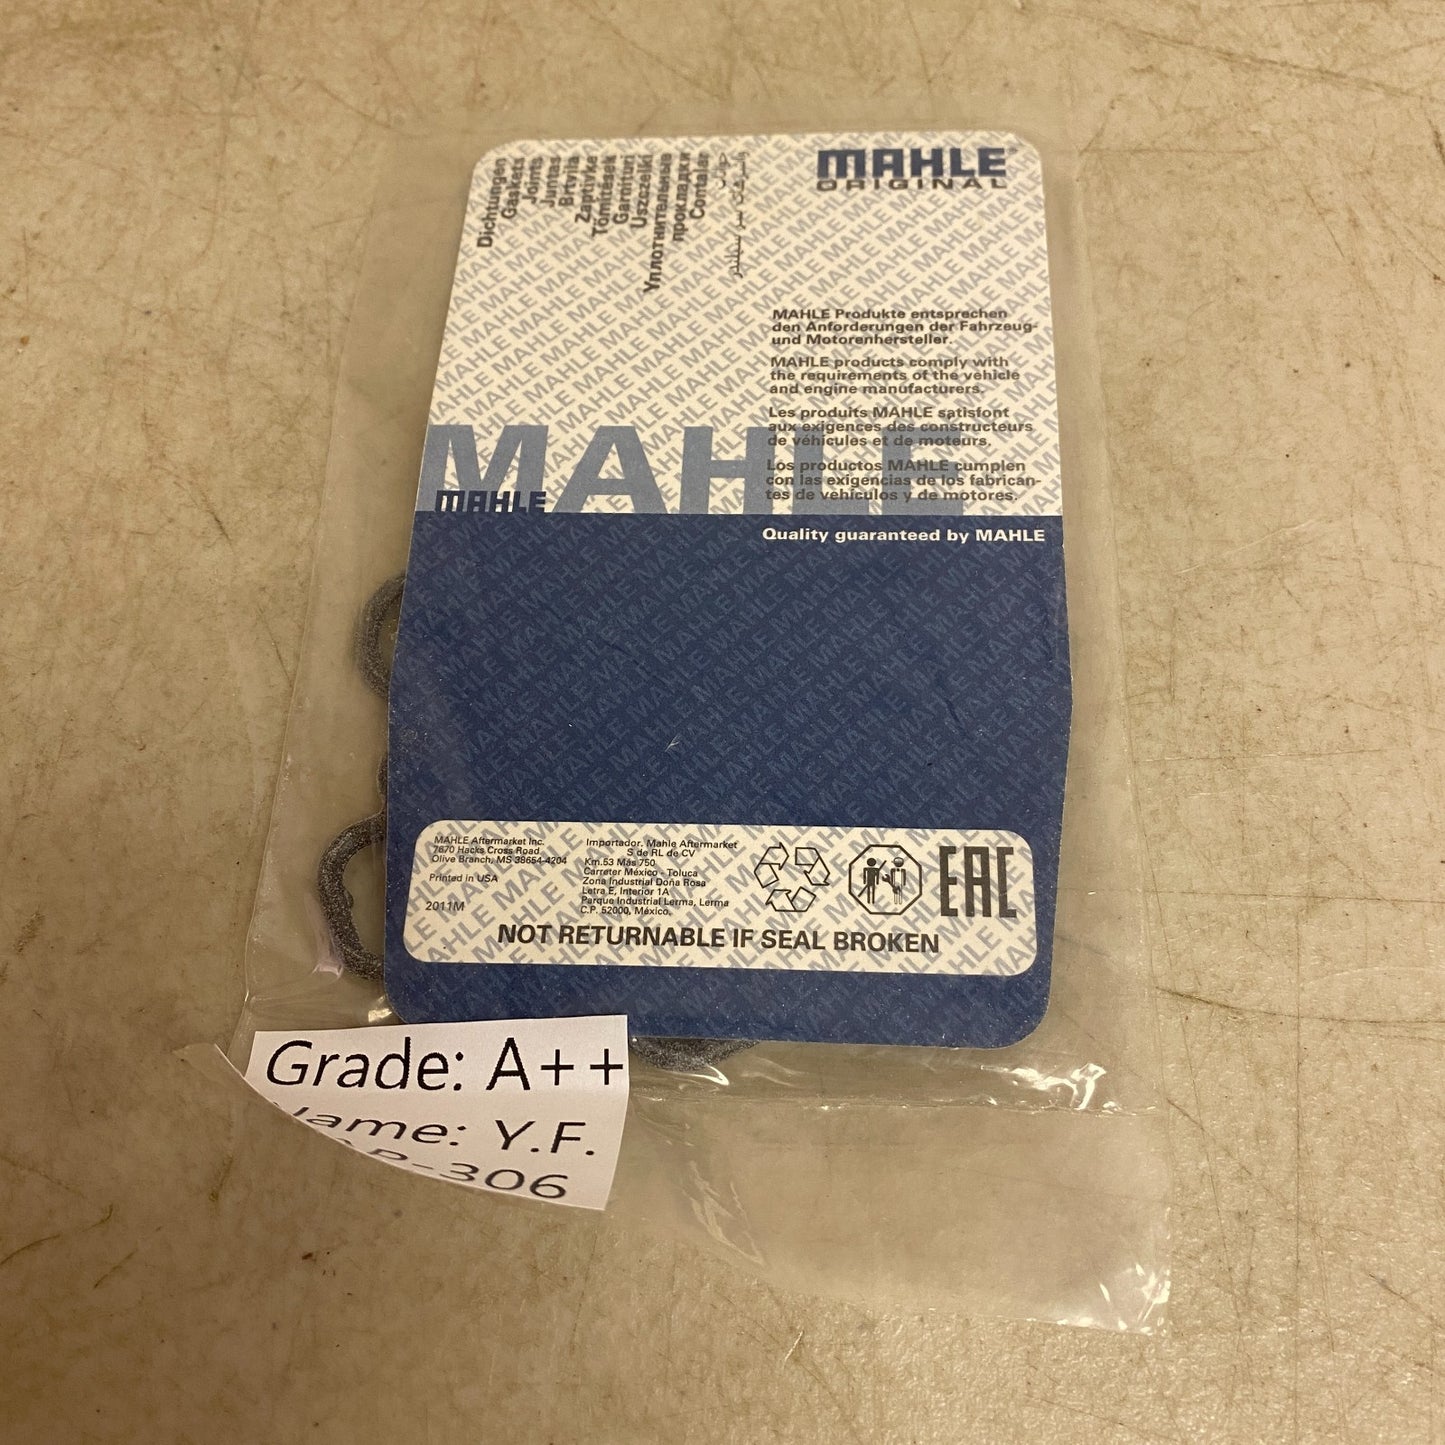 Dichtungen
Gaskets
Joints
Juntas
Brtvila
Zaptivke
Tömítések
Garnituri
Uszczelki
Уплотнительные
прокладки
Contalar
MAHLE
ORIGINAL
MAHLE Produkte entsprechen
den Anforderungen der Fahrzeug-
und Motorenhersteller.
MAHLE products comply with
the requirements of the vehicle
and engine manufacturers.
Les produits MAHLE satisfont
aux exigences des constructeurs
de véhicules et de moteurs.
Los productos MAHLE cumplen
con las exigencias de los fabrican-
tes de vehículos y de motores.
MAHLE
MAHLE
Quality guaranteed by MAHLE
MAHLE Aftermarket Inc.
7670 Hacks Cross Road
Olive Branch, MS 38654-4204
Printed in USA
2011M
Importador. Mahle Aftermarket
S de RL de CV
Km.53 Más 750
Carreter México - Toluca
Zona Industrial Doña Rosa
Letra E, Interior 1A
Parque Industrial Lerma, Lerma
C.P. 52000, México.
EAC
NOT RETURNABLE IF SEAL BROKEN
Grade: A++
Name: Y.F.
-306